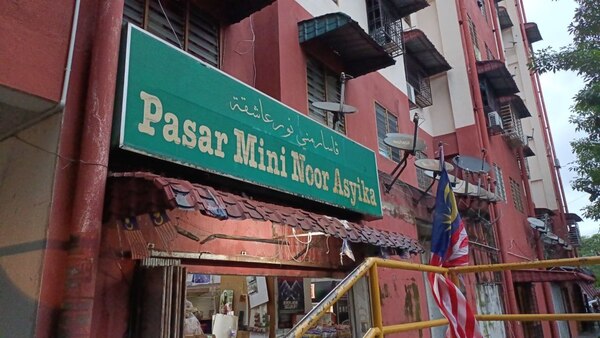 ڤاسر ميني نور عاشقة
Pasar Mini Noor Asyika